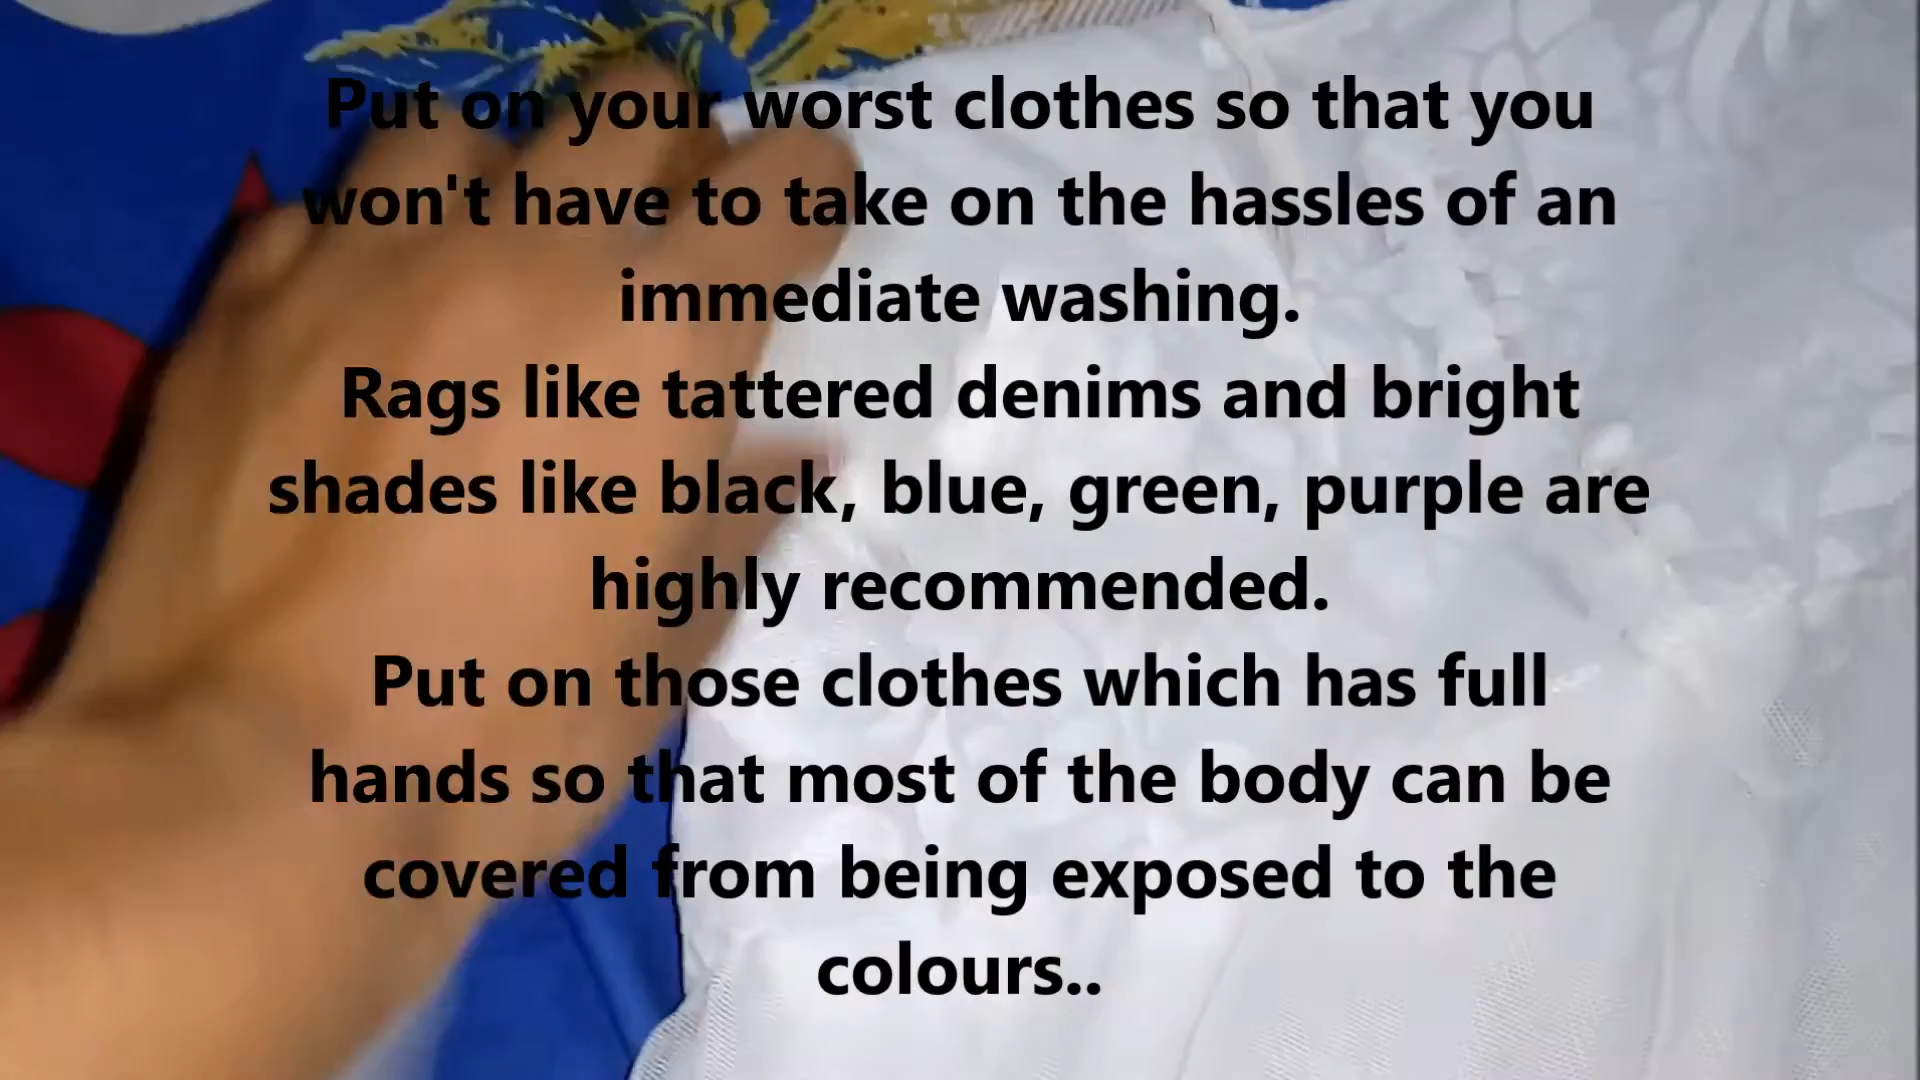 Put on your worst clothes so that you
won't have to take on the hassles of an
immediate washing.
Rags like tattered denims and bright
shades like black, blue, green, purple are
highly recommended.
Put on those clothes which has full
hands so that most of the body can be
covered from being exposed to the
colours..